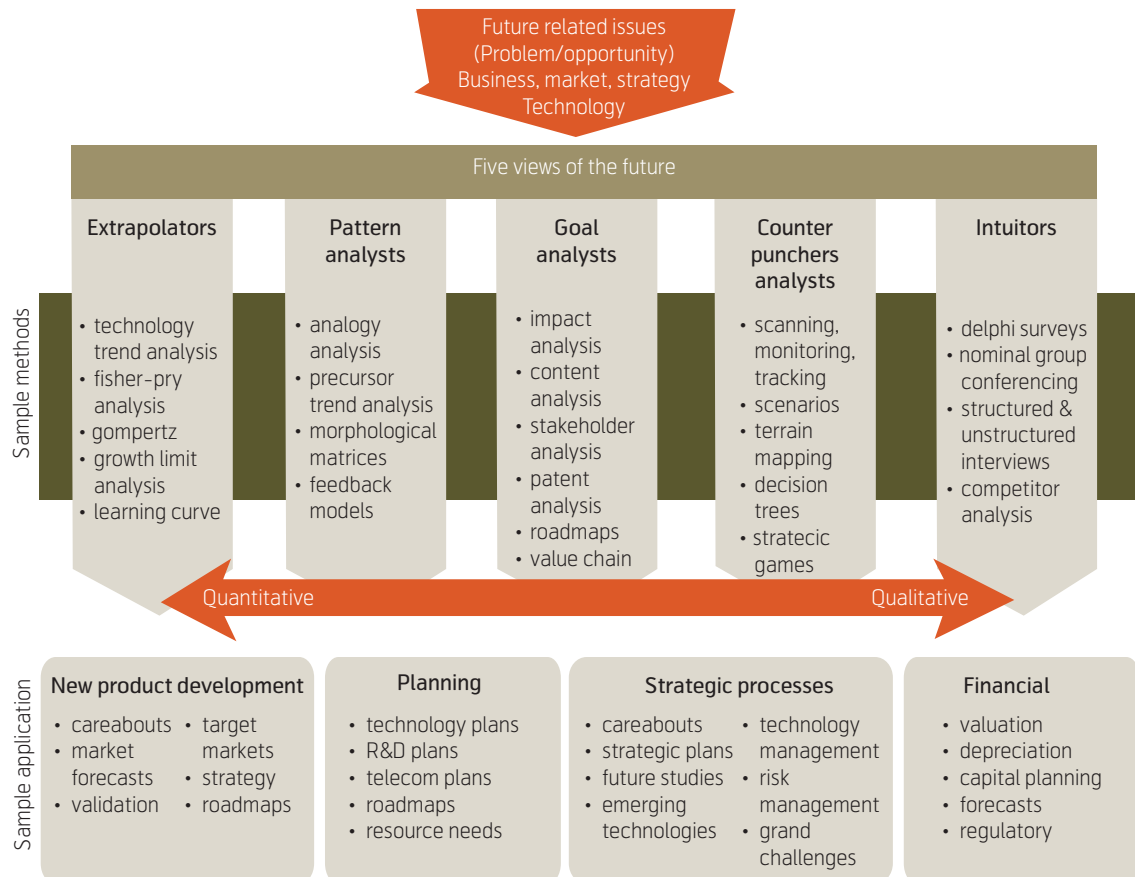 Future related issues
(Problem/opportunity)
Business, market, strategy
Technology
Five views of the future
Sample methods
Extrapolators
• technology
trend analysis
• fisher-pry
analysis
• gompertz
• growth limit
analysis
• learning curve
Pattern
analysts
• analogy
analysis
• precursor
trend analysis
• morphological
matrices
• feedback
models
Goal
analysts
• impact
analysis
• content
analysis
• stakeholder
analysis
• patent
analysis
• roadmaps
• value chain
Counter
punchers
analysts
• scanning,
monitoring,
tracking
• scenarios
• terrain
mapping
• decision
trees
• stratecic
games
Intuitors
• delphi surveys
• nominal group
conferencing
• structured &
unstructured
interviews
• competitor
analysis
Quantitative
Qualitative
Sample application
New product development
• careabouts
• market
forecasts
• validation
• target
markets
• strategy
• roadmaps
Planning
• technology plans
• R&D plans
• telecom plans
• roadmaps
• resource needs
Strategic processes
• careabouts
• strategic plans
• future studies
• emerging
technologies
• technology
management
• risk
management
• grand
challenges
Financial
• valuation
• depreciation
• capital planning
• forecasts
• regulatory